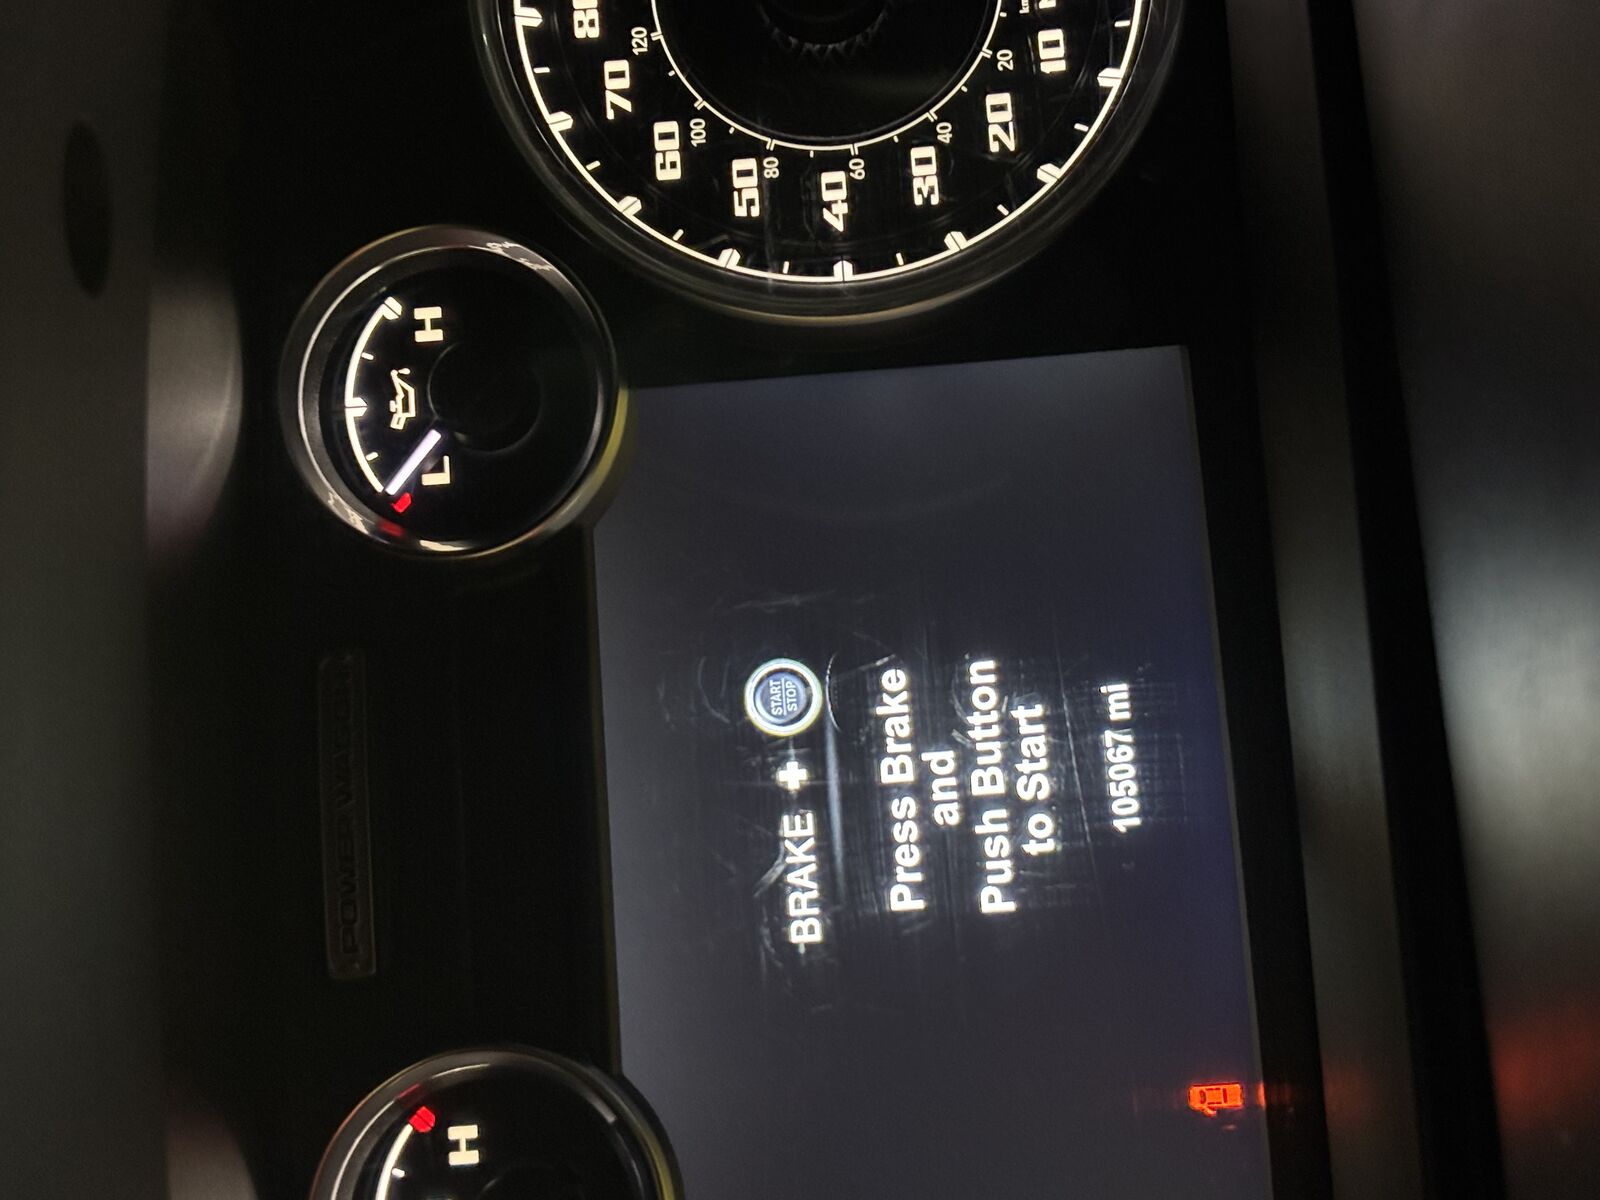 POWER WAGON
H
L H
BRAKE + START STOP
Press Brake
and
Push Button
to Start
105067 mi
10 20 30 40 50 60 70 80
20 40 60 80 100 120